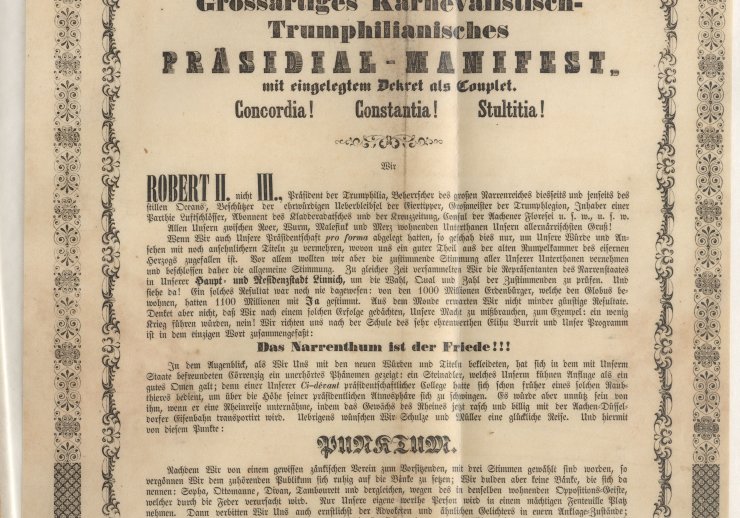 Grossartiges Karnevalistisch-
Trumphilianisches
PRÄSIDIAL-MANIFEST,
mit eingelegtem Dekret als Couplet.
Concordia! Constantia! Stultitia!
Wir
ROBERT II. nicht III., Präsident der Trumphilia, Beherrscher des großen Narrenreiches diesseits und jenseits des
stillen Oceans, Beschützer der ehrwürdigen Ueberbleibsel der Eiertipper, Großmeister der Trumphlegion, Inhaber einer
Parthie Luftschlösser, Abonnent des Kladderadatsches und der Kreuzzeitung, Consul der Aachener Floresei u. s. w., u. s. w.
Allen Unsern zwischen Roer, Wurm, Malefink und Merz wohnenden Unterthanen Unsern allernärrischsten Gruß!
Wenn Wir auch Unsere Präsidentschaft pro forma abgelegt hatten, so geschah dies nur, um Unsere Würde und An-
sehen mit noch ansehnlichern Titeln zu vermehren, wovon uns ein guter Theil aus der alten Rumpelkammer des eisernen
Herzogs zugefallen ist. Vor allem wollten wir aber die zustimmende Stimmung aller Unserer Unterthanen vernehmen
und beschlossen daher die allgemeine Stimmung. Zu gleicher Zeit versammelten Wir die Repräsentanten des Narrenstaates
in Unserer Haupt- und Residenzstadt Linnich, um die Wahl, Qual und Zahl der Zustimmenden zu prüfen. Und
siehe da! Ein solches Resultat war noch nie dagewesen: von den 1000 Millionen Erdenbürger, welche den Globus be-
wohnen, hatten 1100 Millionen mit Ja gestimmt. Aus dem Monde erwarten Wir nicht minder günstige Resultate.
Denket aber nicht, daß Wir nach einem solchen Erfolge gedächten, Unsere Macht zu mißbrauchen, zum Exempel: ein wenig
Krieg führen würden, nein! Wir richten uns nach der Schule des sehr ehrenwerthen Elihu Burrit und Unser Programm
ist in dem einzigen Wort zusammengefaßt:
Das Narrenthum ist der Friede!!!
In dem Augenblick, als Wir Uns mit den neuen Würden und Titeln bekleideten, hat sich in dem mit Unserm
Staate befreundeten Cörrenzig ein unerhörtes Phänomen gezeigt: ein Steinadler, welches Unserm kühnen Anfluge als ein
gutes Omen galt; denn einer Unserer Ci-dévant präsidentschaftlicher College hatte sich schon früher eines solchen Raub-
thieres bedient, um über die Höhe seiner präsidentlichen Atmosphäre sich zu schwingen. Es würde aber unnütz sein von
ihm, wenn er eine Rheinreise unternähme, indem das Gewächs des Rheines jetzt rasch und billig mit der Aachen-Düssel-
dorfer Eisenbahn transportirt wird. Uebrigens wünschen Wir Schulze und Müller eine glückliche Reise. Und hiermit
von diesem Punkte:
PUNKTUM.
Nachdem Wir von einem gewissen zänkischen Verein zum Vorsitzenden, mit drei Stimmen gewählt sind worden, so
vergönnen Wir dem zuhörenden Publikum sich ruhig auf die Bänke zu setzen; Wir dulden aber keine Bänke, die sich da
nennen: Sopha, Ottomanne, Divan, Tambourett und dergleichen, wegen des in denselben wohnenden Oppositions-Geiste,
welcher durch die Feder verursacht wird. Nur Unsere eigene werthe Person wird in einem mächtigen Fenteuille Platz
nehmen. Dann verbitten Wir Uns auch ernstlichst der Advokaten und ähnlichen Gelichters in euern Anklage-Zustande;